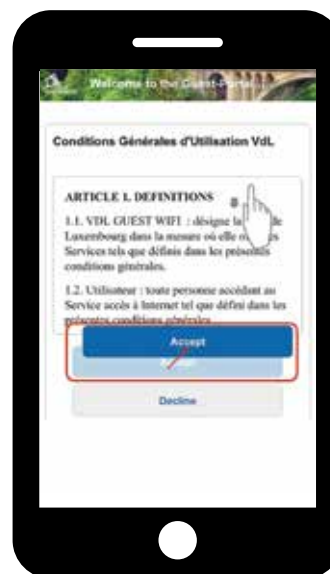 Welcome to the Guest-Portal
Conditions Générales d'Utilisation VdL
ARTICLE 1. DEFINITIONS
1.1. VDL GUEST WIFI : désigne la de
Luxembourg dans la mesure où elle
Services tels que définis dans les présentes
conditions générales.
1.2. Utilisateur : toute personne accédant au
Service accès à Internet tel que défini dans les
présentes conditions générales
Accept
Decline